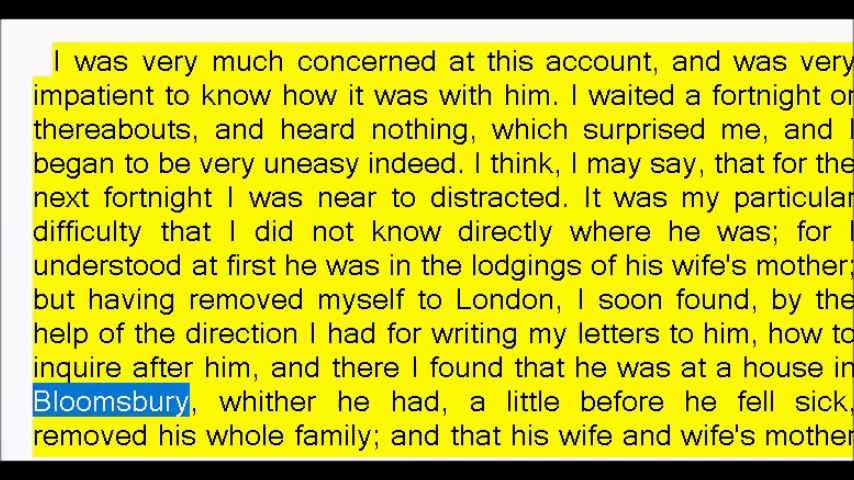 I was very much concerned at this account, and was very
impatient to know how it was with him. I waited a fortnight or
thereabouts, and heard nothing, which surprised me, and I
began to be very uneasy indeed. I think, I may say, that for the
next fortnight I was near to distracted. It was my particular
difficulty that I did not know directly where he was; for I
understood at first he was in the lodgings of his wife's mother;
but having removed myself to London, I soon found, by the
help of the direction I had for writing my letters to him, how to
inquire after him, and there I found that he was at a house in
Bloomsbury, whither he had, a little before he fell sick,
removed his whole family; and that his wife and wife's mother